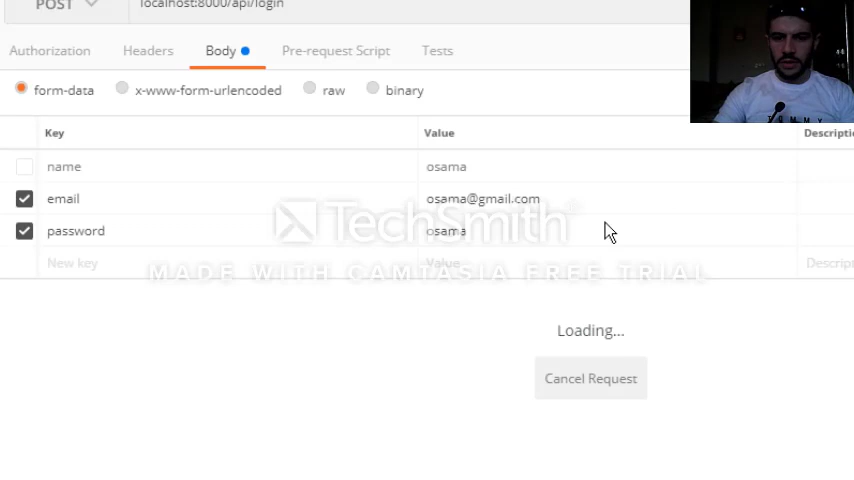 POST localhost:8000/api/login
Authorization Headers Body Pre-request Script Tests
form-data x-www-form-urlencoded raw binary
Key Value Descriptio
name osama
email osama@gmail.com
password osama
New key Value Descript
TechSmith
MADE WITH CAMTASIA FREE TRIAL
Loading...
Cancel Request
TOMMY